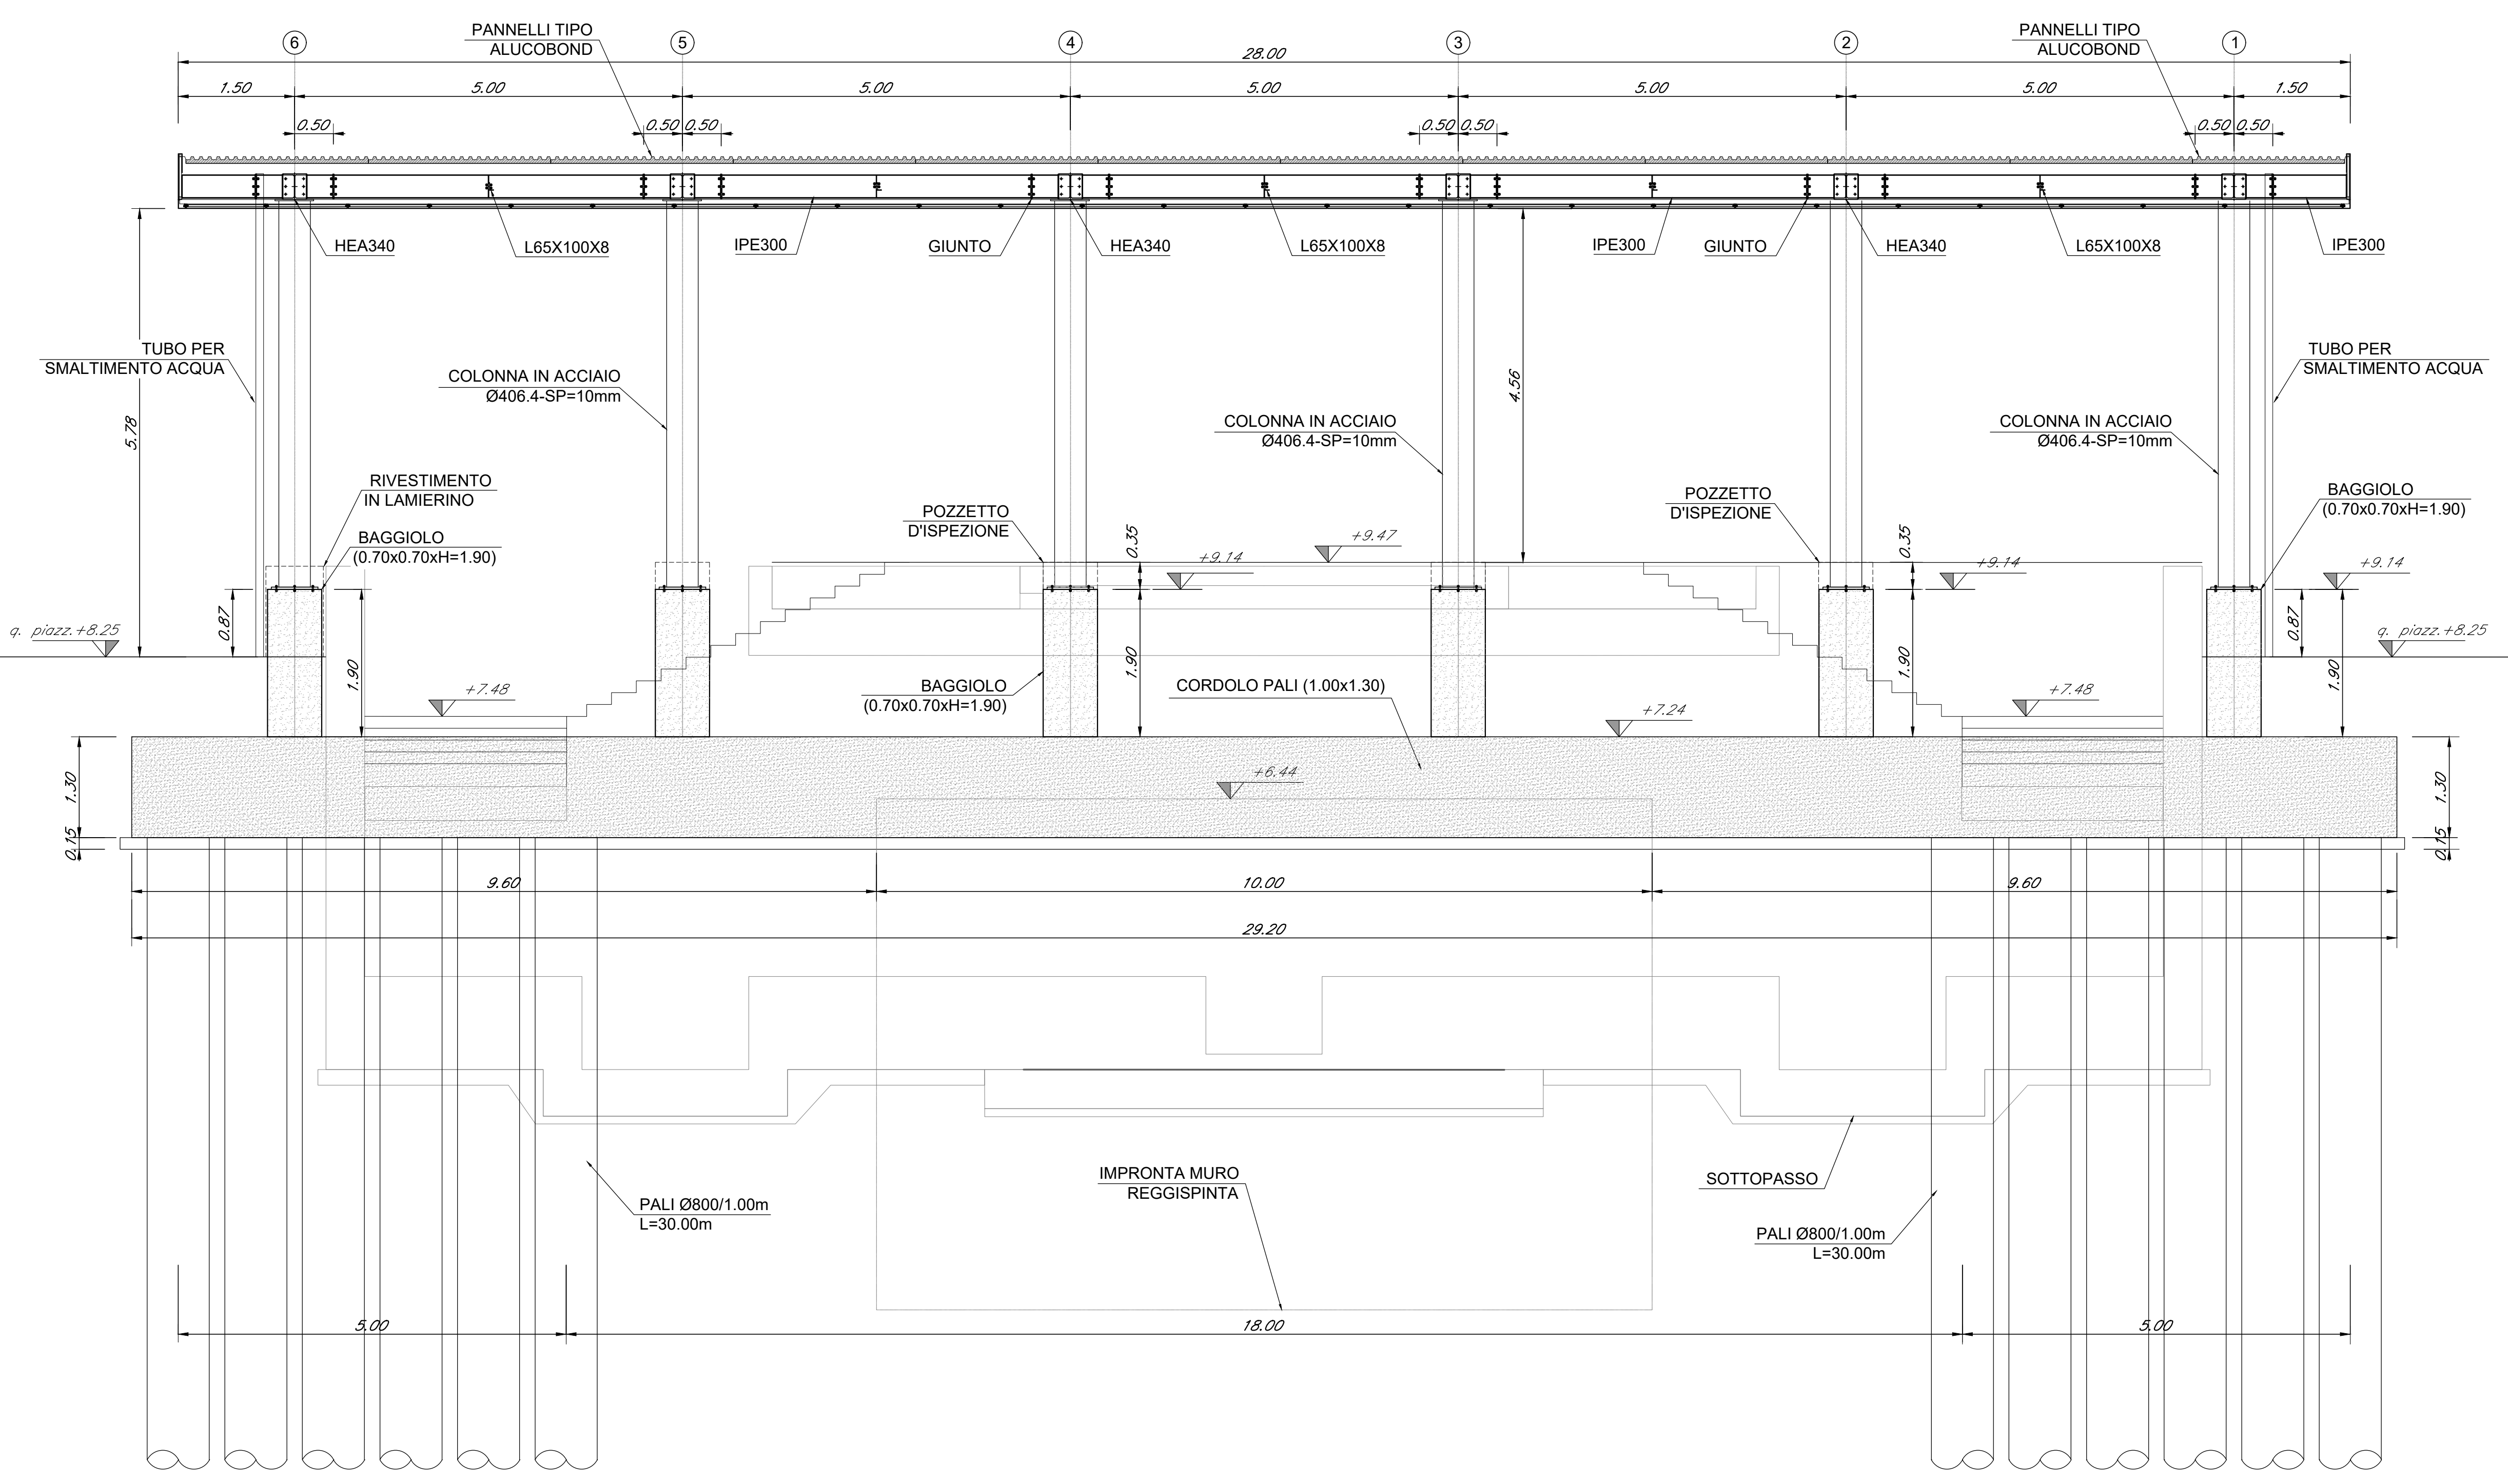 PANNELLI TIPO
ALUCOBOND
PANNELLI TIPO
ALUCOBOND
6
5
4
3
2
1
28.00
1.50
5.00
5.00
5.00
5.00
5.00
1.50
0.50
0.50
0.50
0.50
0.50
0.50
0.50
HEA340
L65X100X8
IPE300
GIUNTO
HEA340
L65X100X8
IPE300
GIUNTO
HEA340
L65X100X8
IPE300
TUBO PER
SMALTIMENTO ACQUA
TUBO PER
SMALTIMENTO ACQUA
5.78
4.56
COLONNA IN ACCIAIO
Ø406.4-SP=10mm
COLONNA IN ACCIAIO
Ø406.4-SP=10mm
COLONNA IN ACCIAIO
Ø406.4-SP=10mm
RIVESTIMENTO
IN LAMIERINO
BAGGIOLO
(0.70x0.70xH=1.90)
POZZETTO
D'ISPEZIONE
POZZETTO
D'ISPEZIONE
BAGGIOLO
(0.70x0.70xH=1.90)
0.35
+9.14
+9.47
0.35
+9.14
+9.14
q. piazz.+8.25
0.87
1.90
+7.48
BAGGIOLO
(0.70x0.70xH=1.90)
1.90
CORDOLO PALI (1.00x1.30)
+7.24
1.90
+7.48
0.87
1.90
q. piazz.+8.25
1.30
0.15
+6.44
1.30
0.15
9.60
10.00
9.60
29.20
IMPRONTA MURO
REGGISPINTA
SOTTOPASSO
PALI Ø800/1.00m
L=30.00m
PALI Ø800/1.00m
L=30.00m
5.00
18.00
5.00